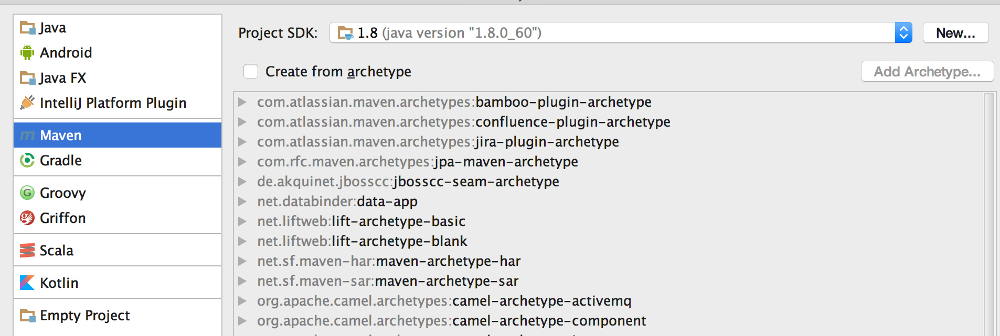 Java
Android
Java FX
IntelliJ Platform Plugin
Maven
Gradle
Groovy
Griffon
Scala
Kotlin
Empty Project
Project SDK: 1.8 (java version "1.8.0_60") New...
Create from archetype Add Archetype...
com.atlassian.maven.archetypes:bamboo-plugin-archetype
com.atlassian.maven.archetypes:confluence-plugin-archetype
com.atlassian.maven.archetypes:jira-plugin-archetype
com.rfc.maven.archetypes:jpa-maven-archetype
de.akquinet.jbosscc:jbosscc-seam-archetype
net.databinder:data-app
net.liftweb:lift-archetype-basic
net.liftweb:lift-archetype-blank
net.sf.maven-har:maven-archetype-har
net.sf.maven-sar:maven-archetype-sar
org.apache.camel.archetypes:camel-archetype-activemq
org.apache.camel.archetypes:camel-archetype-component